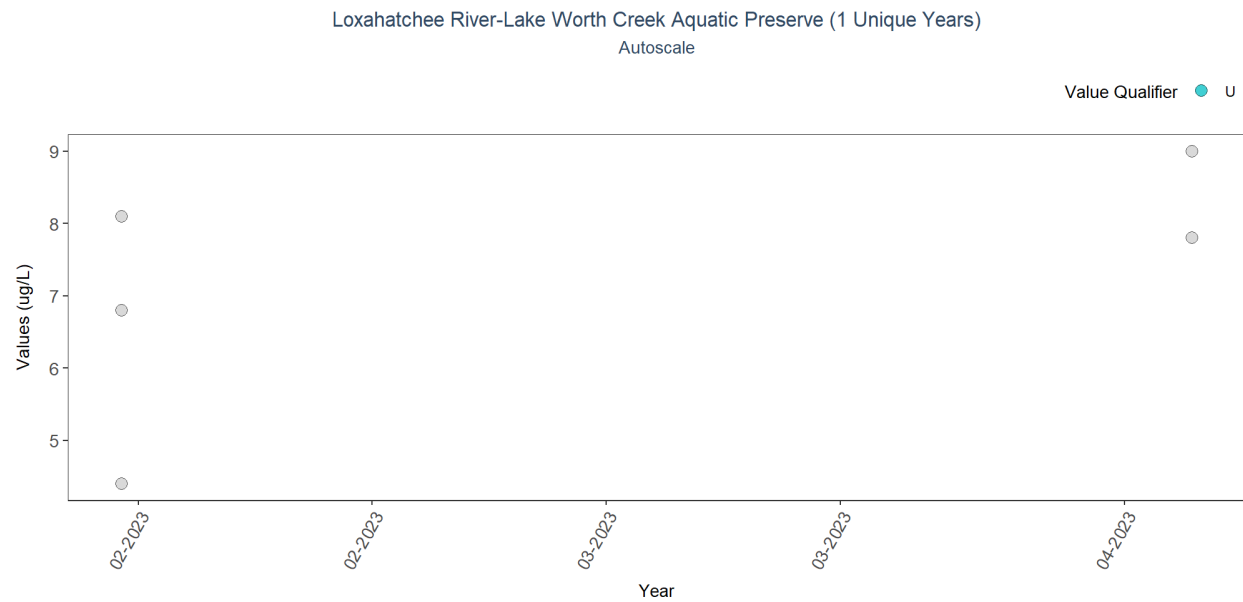 Loxahatchee River-Lake Worth Creek Aquatic Preserve (1 Unique Years)
Autoscale
Value Qualifier U
9
8
7
6
5
Values (ug/L)
02-2023 02-2023 03-2023 03-2023 04-2023
Year